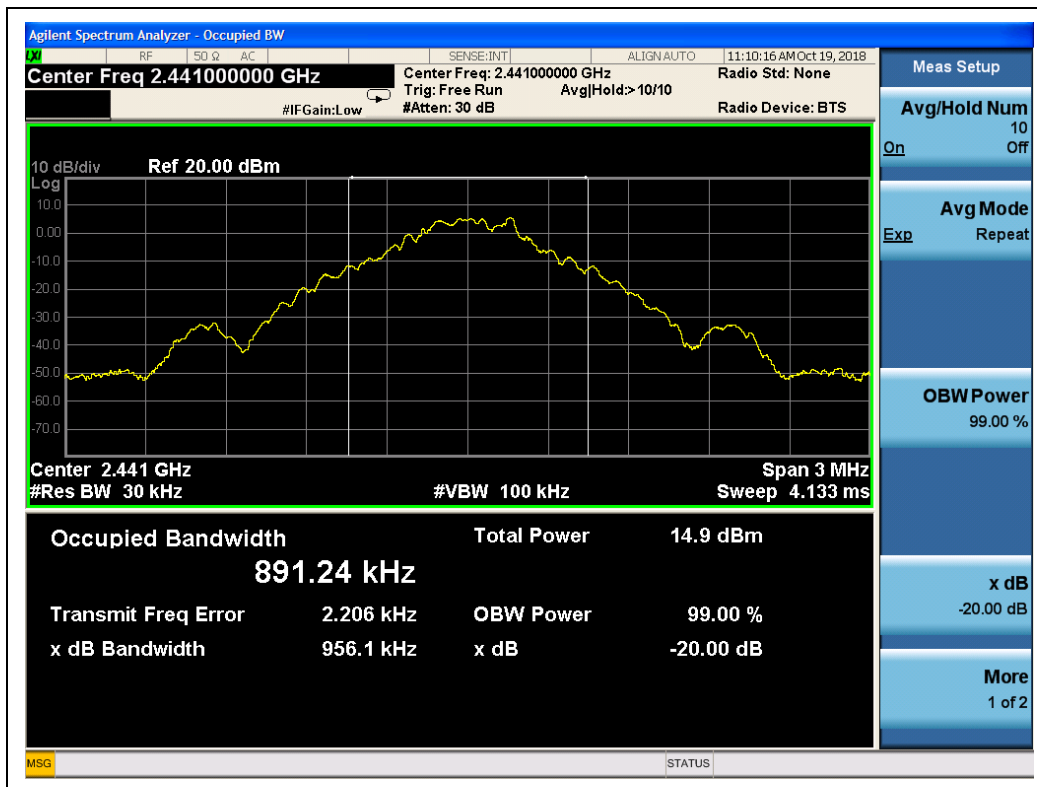 Agilent Spectrum Analyzer - Occupied BW
LXI RF 50 Ω AC SENSE:INT ALIGN AUTO 11:10:16 AM Oct 19, 2018
Center Freq 2.441000000 GHz
Center Freq: 2.441000000 GHz
Radio Std: None
Trig: Free Run Avg|Hold:>10/10
#IFGain:Low
#Atten: 30 dB
Radio Device: BTS
10 dB/div Ref 20.00 dBm
Log
10.0
0.00
-10.0
-20.0
-30.0
-40.0
-50.0
-60.0
-70.0
Center 2.441 GHz Span 3 MHz
#Res BW 30 kHz #VBW 100 kHz Sweep 4.133 ms
Occupied Bandwidth Total Power 14.9 dBm
891.24 kHz
Transmit Freq Error 2.206 kHz OBW Power 99.00 %
x dB Bandwidth 956.1 kHz x dB -20.00 dB
Meas Setup
Avg/Hold Num
10
On Off
Avg Mode
Exp Repeat
OBW Power
99.00 %
x dB
-20.00 dB
More
1 of 2
MSG STATUS